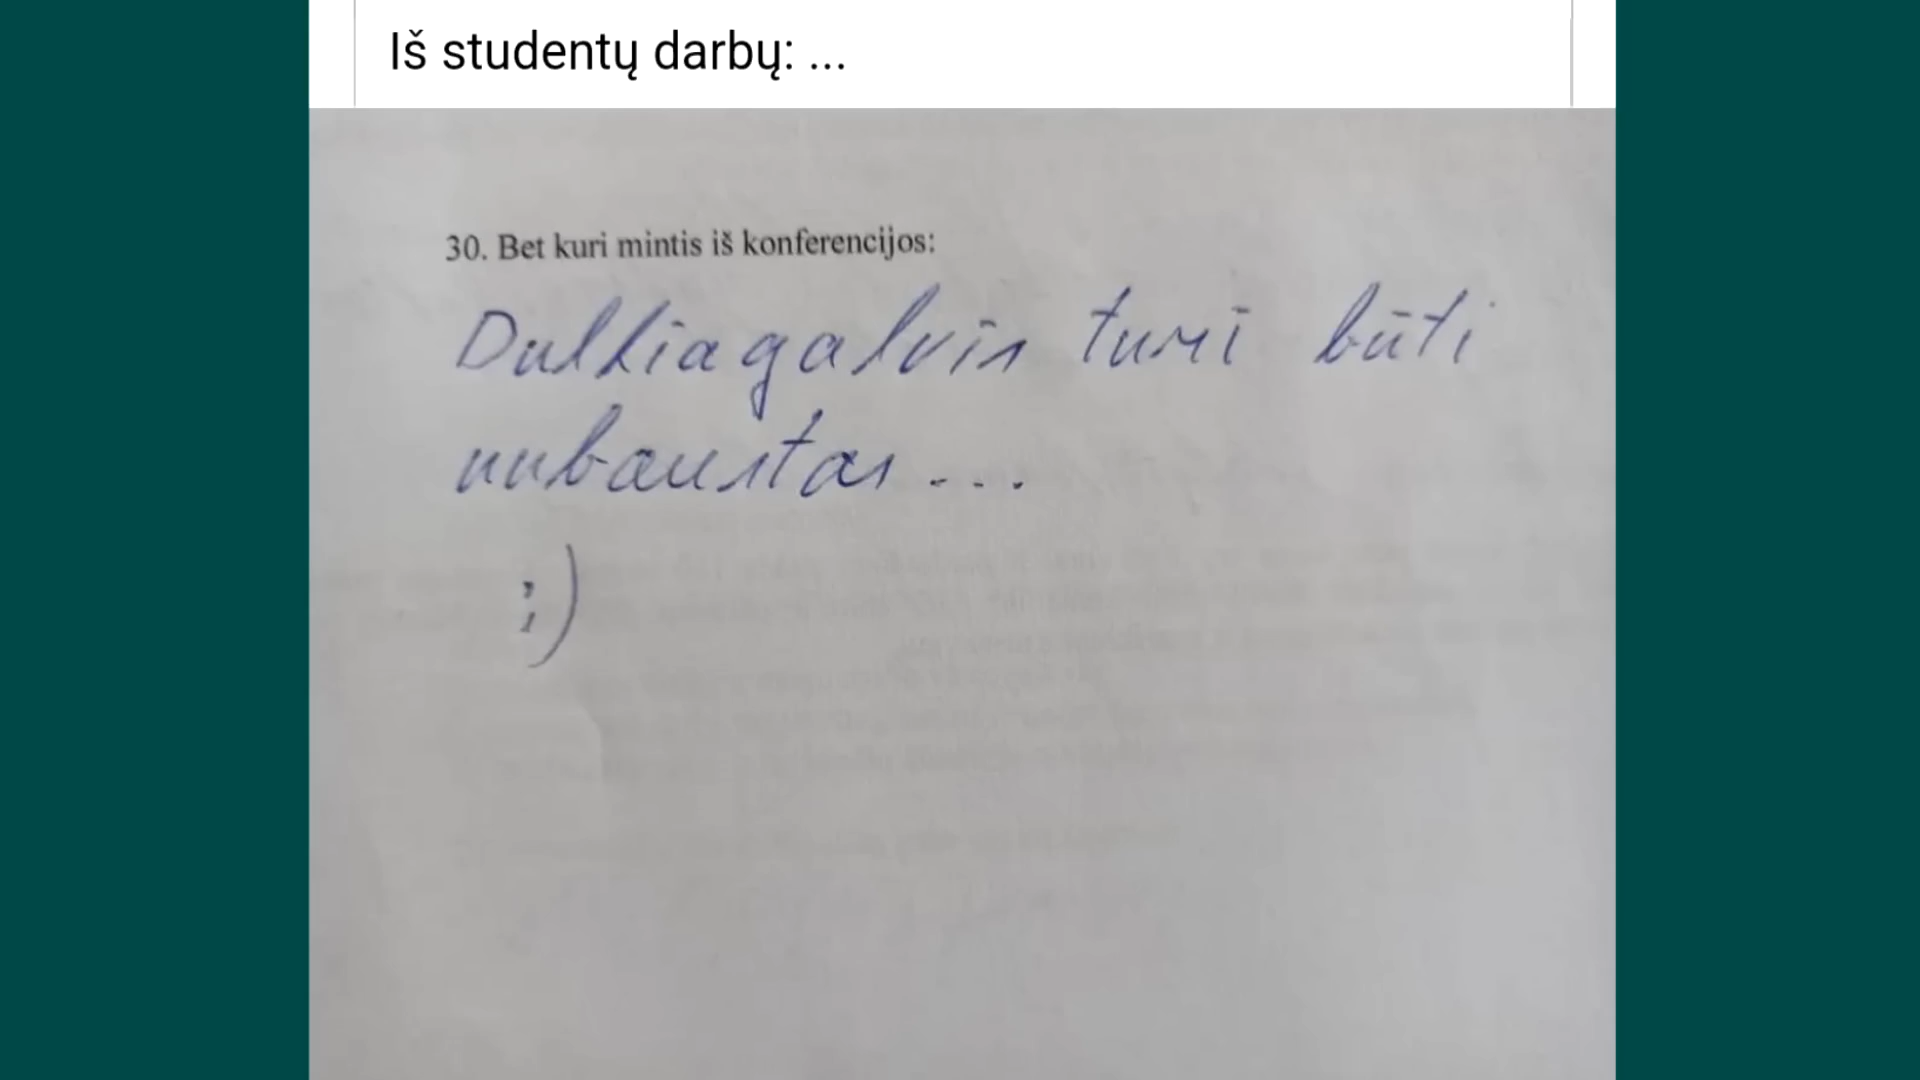 Iš studentų darbų: ...
30. Bet kuri mintis iš konferencijos:
Dulkiagalvis turi būti
nubaustas...
;)